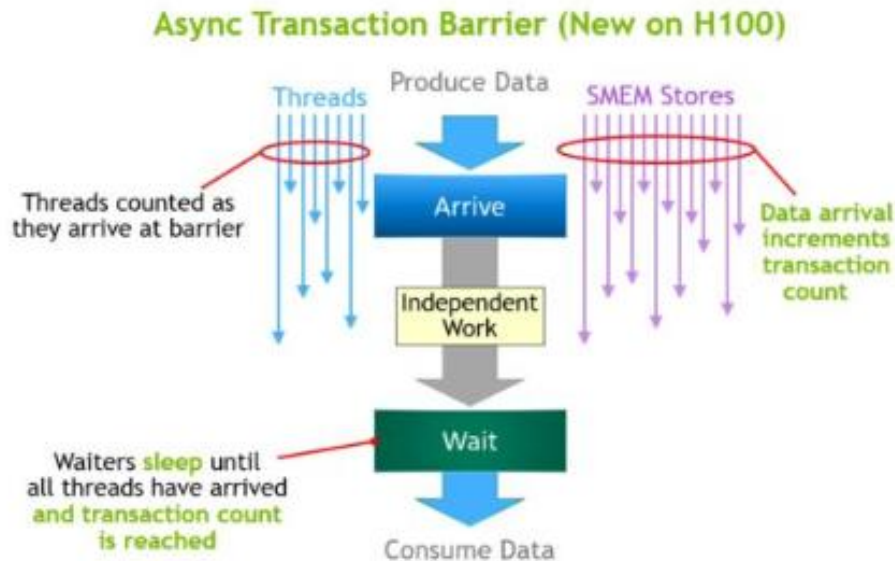 Async Transaction Barrier (New on H100)
Threads
Produce Data
SMEM Stores
Threads counted as
they arrive at barrier
Arrive
Data arrival
increments
transaction
count
Independent
Work
Wait
Waiters sleep until
all threads have arrived
and transaction count
is reached
Consume Data